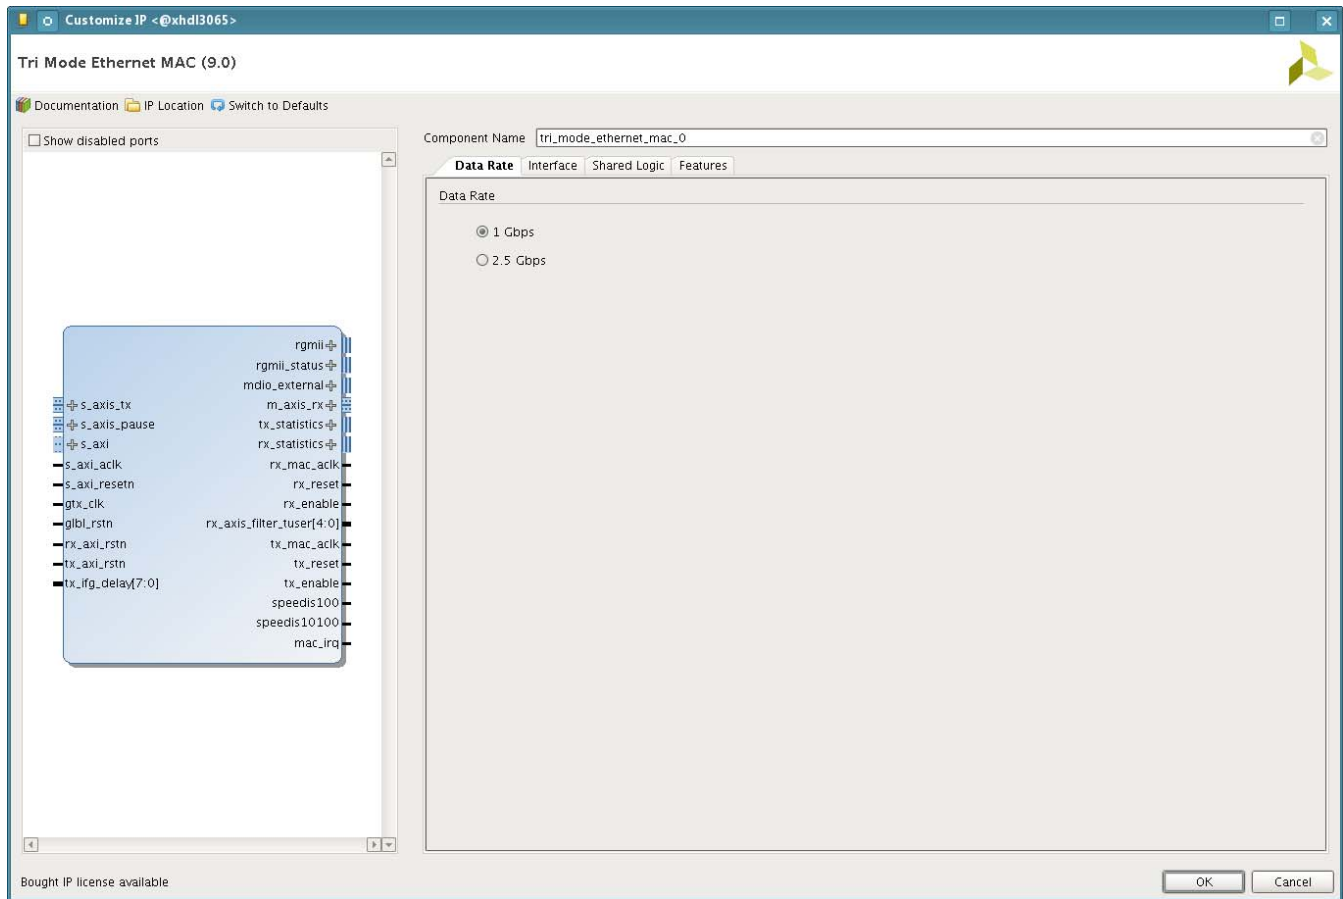 Customize IP <@xhdl3065>
Tri Mode Ethernet MAC (9.0)
Documentation IP Location Switch to Defaults
Show disabled ports
rgmii
rgmii_status
mdio_external
s_axis_tx m_axis_rx
s_axis_pause tx_statistics
s_axi rx_statistics
s_axi_aclk rx_mac_aclk
s_axi_resetn rx_reset
gtx_clk rx_enable
glbl_rstn rx_axis_filter_tuser[4:0]
rx_axi_rstn tx_mac_aclk
tx_axi_rstn tx_reset
tx_ifg_delay[7:0] tx_enable
speedis100
speedis10100
mac_irq
Component Name tri_mode_ethernet_mac_0
Data Rate Interface Shared Logic Features
Data Rate
1 Gbps
2.5 Gbps
Bought IP license available
OK Cancel